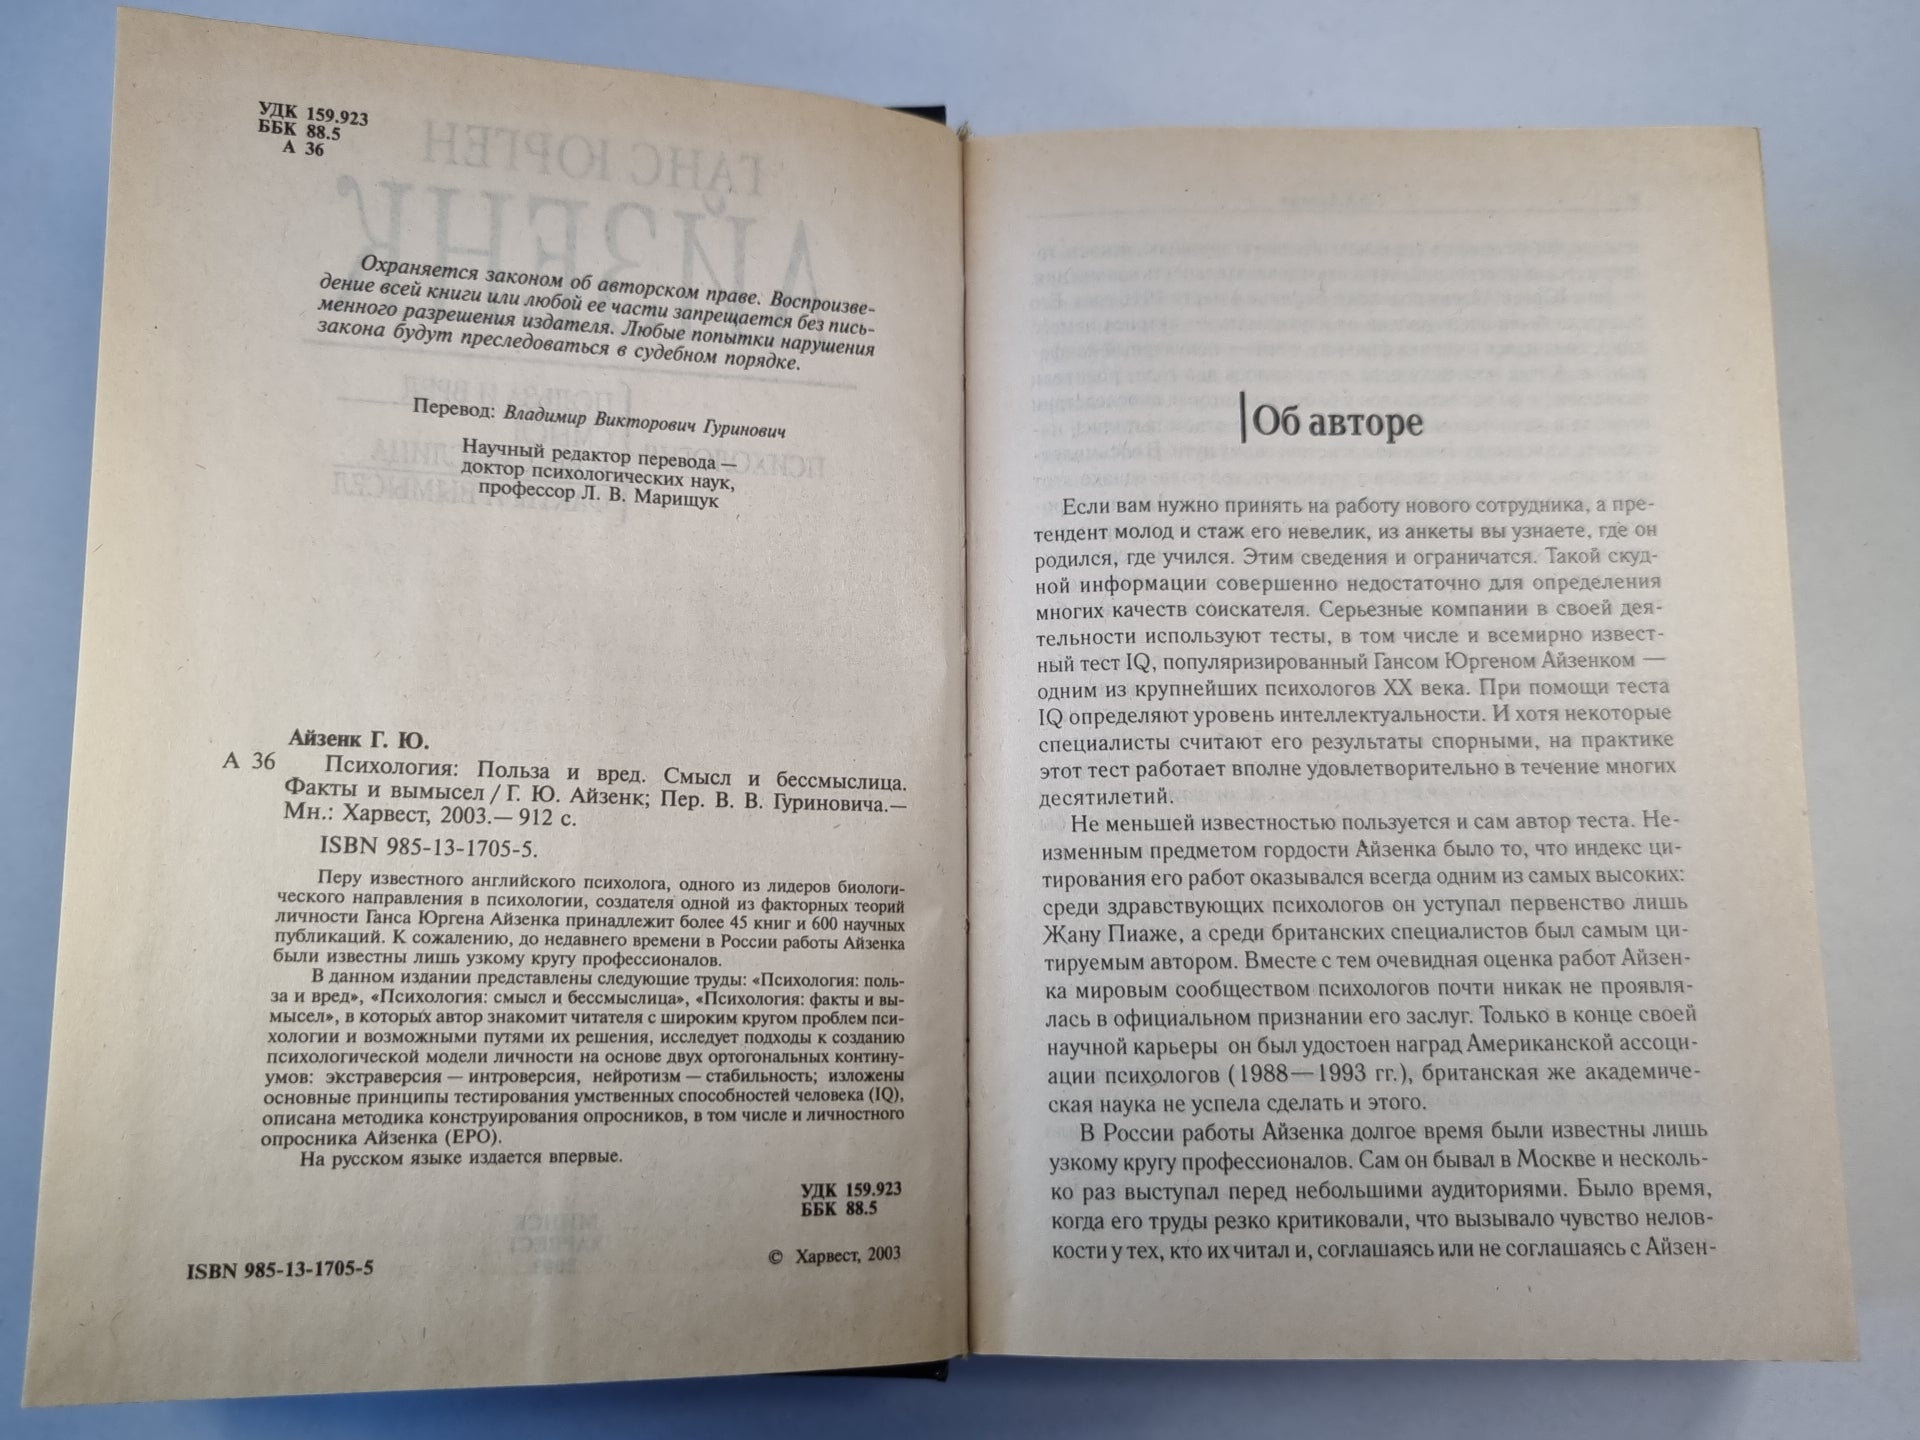 УДК 159.923
ББК 88.5
А 36
Охраняется законом об авторском праве. Воспроизве-
дение всей книги или любой ее части запрещается без пись-
менного разрешения издателя. Любые попытки нарушения
закона будут преследоваться в судебном порядке.
Перевод: Владимир Викторович Гуринович
Научный редактор перевода —
доктор психологических наук,
профессор Л. В. Марищук
Айзенк Г. Ю.
А 36 Психология: Польза и вред. Смысл и бессмыслица.
Факты и вымысел / Г. Ю. Айзенк; Пер. В. В. Гуриновича.—
Мн.: Харвест, 2003.— 912 с.
ISBN 985-13-1705-5.
Перу известного английского психолога, одного из лидеров биологи-
ческого направления в психологии, создателя одной из факторных теорий
личности Ганса Юргена Айзенка принадлежит более 45 книг и 600 научных
публикаций. К сожалению, до недавнего времени в России работы Айзенка
были известны лишь узкому кругу профессионалов.
В данном издании представлены следующие труды: «Психология: поль-
за и вред», «Психология: смысл и бессмыслица», «Психология: факты и вы-
мысел», в которых автор знакомит читателя с широким кругом проблем пси-
хологии и возможными путями их решения, исследует подходы к созданию
психологической модели личности на основе двух ортогональных континуу-
умов: экстраверсия — интроверсия, нейротизм — стабильность; изложены
основные принципы тестирования умственных способностей человека (IQ),
описана методика конструирования опросников, в том числе и личностного
опросника Айзенка (EPO).
На русском языке издается впервые.
УДК 159.923
ББК 88.5
ISBN 985-13-1705-5
© Харвест, 2003
Об авторе
Если вам нужно принять на работу нового сотрудника, а пре-
тендент молод и стаж его невелик, из анкеты вы узнаете, где он
родился, где учился. Этим сведения и ограничатся. Такой скуд-
ной информации совершенно недостаточно для определения
многих качеств соискателя. Серьезные компании в своей дея-
тельности используют тесты, в том числе и всемирно извест-
ный тест IQ, популяризированный Гансом Юргеном Айзенком —
одним из крупнейших психологов XX века. При помощи теста
IQ определяют уровень интеллектуальности. И хотя некоторые
специалисты считают его результаты спорными, на практике
этот тест работает вполне удовлетворительно в течение многих
десятилетий.
Не меньшей известностью пользуется и сам автор теста. Не-
изменным предметом гордости Айзенка было то, что индекс ци-
тирования его работ оказывался всегда одним из самых высоких:
среди здравствующих психологов он уступал первенство лишь
Жану Пиаже, а среди британских специалистов был самым ци-
тируемым автором. Вместе с тем очевидная оценка работ Айзен-
ка мировым сообществом психологов почти никак не проявля-
лась в официальном признании его заслуг. Только в конце своей
научной карьеры он был удостоен наград Американской ассоци-
ации психологов (1988—1993 гг.), британская же академиче-
ская наука не успела сделать и этого.
В России работы Айзенка долгое время были известны лишь
узкому кругу профессионалов. Сам он бывал в Москве и несколь-
ко раз выступал перед небольшими аудиториями. Было время,
когда его труды резко критиковали, что вызывало чувство нелов-
кости у тех, кто их читал и, соглашаясь или не соглашаясь с Айзен-